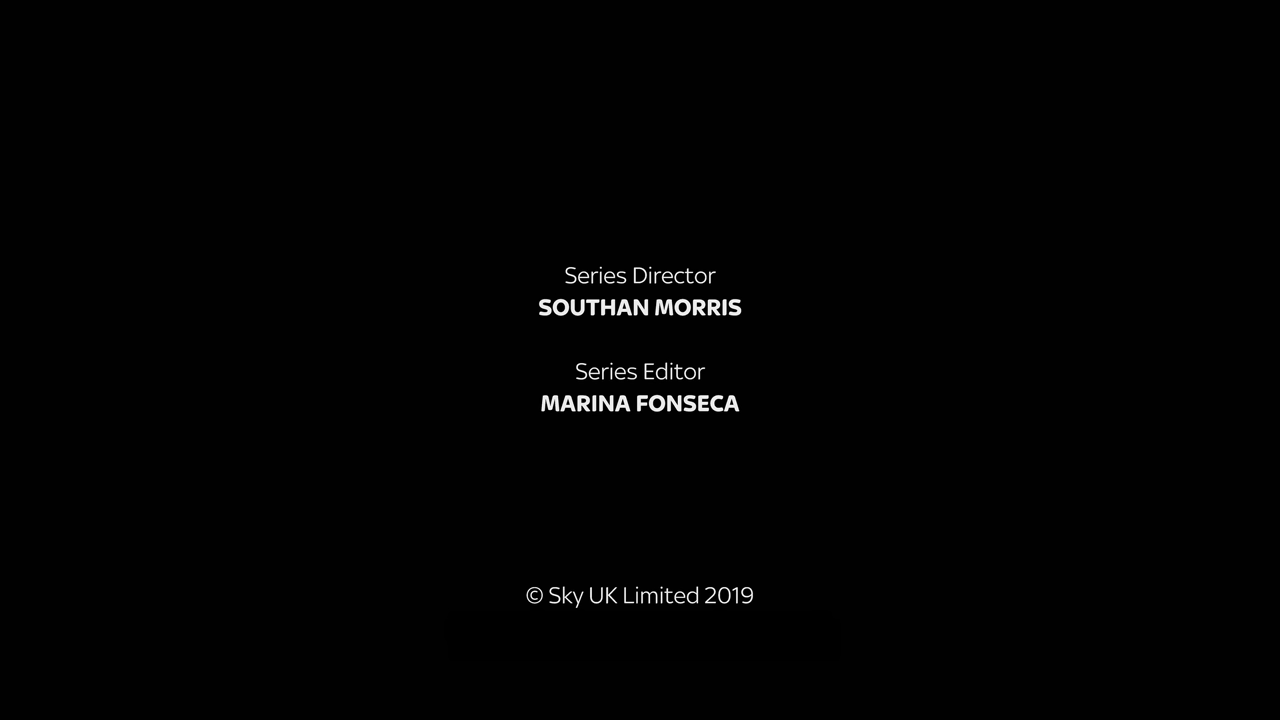 Series Director
SOUTHAN MORRIS
Series Editor
MARINA FONSECA
© Sky UK Limited 2019